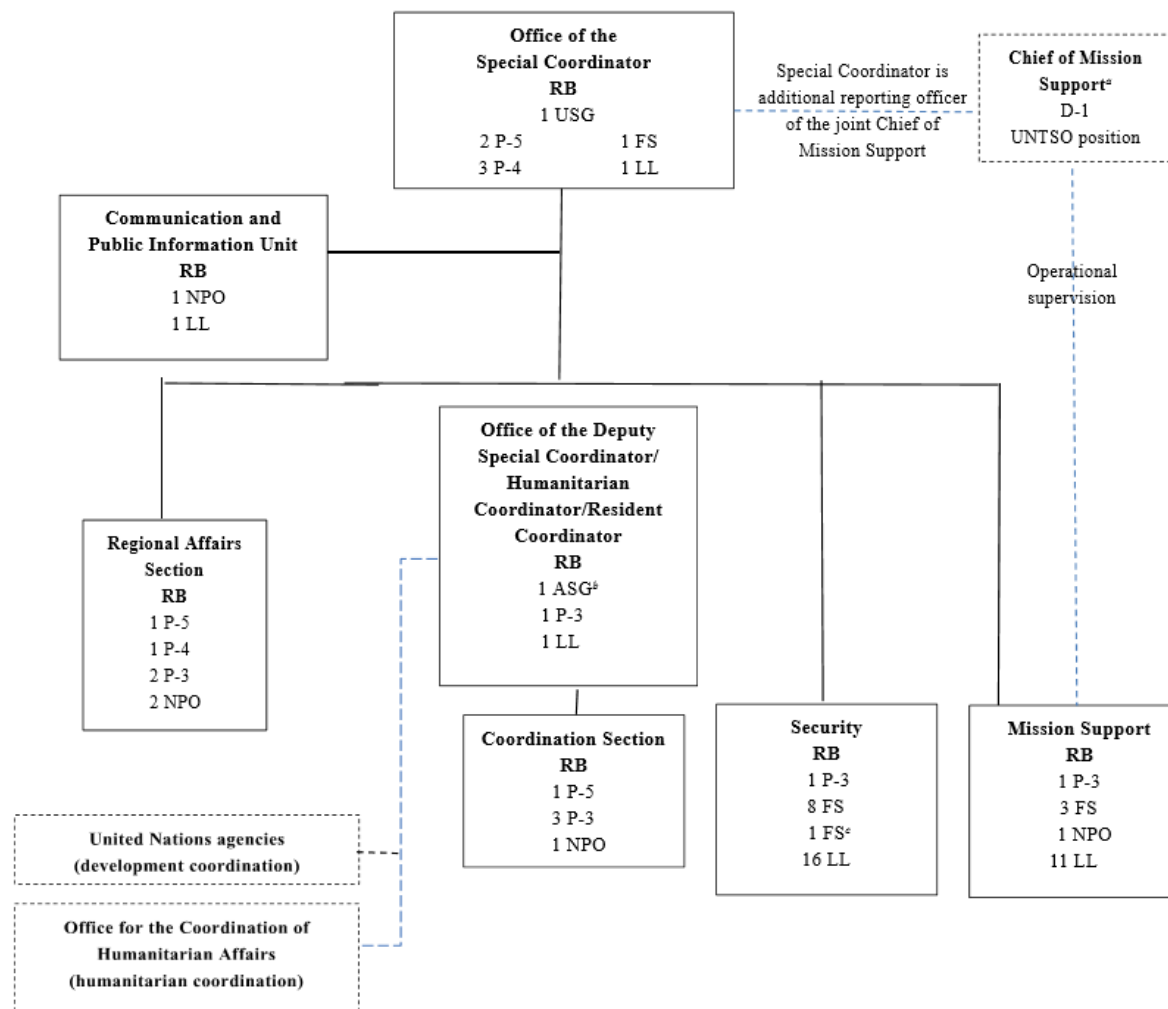 Office of the
Special Coordinator
RB
1 USG
2 P-5 1 FS
3 P-4 1 LL
Special Coordinator is
additional reporting officer
of the joint Chief of
Mission Support
Chief of Mission
Supportᵃ
D-1
UNTSO position
Communication and
Public Information Unit
RB
1 NPO
1 LL
Operational
supervision
Regional Affairs
Section
RB
1 P-5
1 P-4
2 P-3
2 NPO
Office of the Deputy
Special Coordinator/
Humanitarian
Coordinator/Resident
Coordinator
RB
1 ASGᵇ
1 P-3
1 LL
Coordination Section
RB
1 P-5
3 P-3
1 NPO
Security
RB
1 P-3
8 FS
1 FSᶜ
16 LL
Mission Support
RB
1 P-3
3 FS
1 NPO
11 LL
United Nations agencies
(development coordination)
Office for the Coordination of
Humanitarian Affairs
(humanitarian coordination)